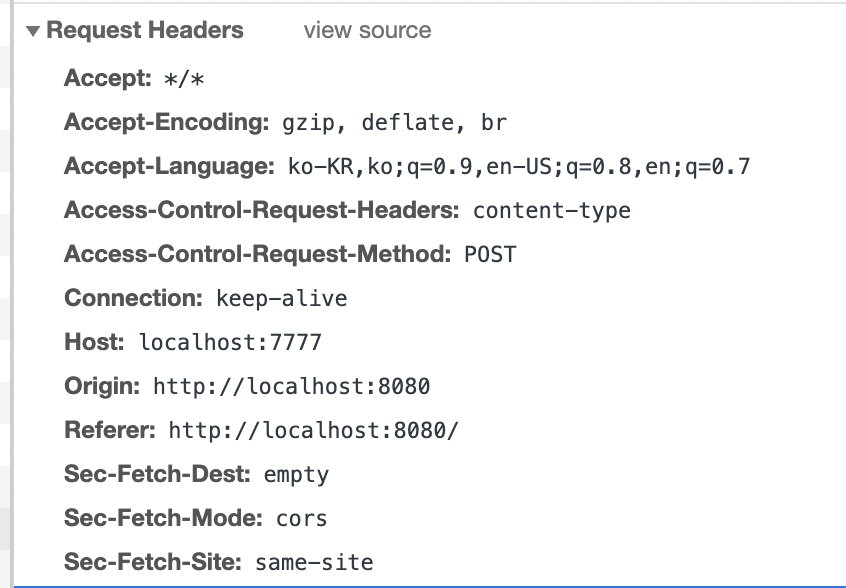 ▼ Request Headers view source
Accept: */*
Accept-Encoding: gzip, deflate, br
Accept-Language: ko-KR,ko;q=0.9,en-US;q=0.8,en;q=0.7
Access-Control-Request-Headers: content-type
Access-Control-Request-Method: POST
Connection: keep-alive
Host: localhost:7777
Origin: http://localhost:8080
Referer: http://localhost:8080/
Sec-Fetch-Dest: empty
Sec-Fetch-Mode: cors
Sec-Fetch-Site: same-site